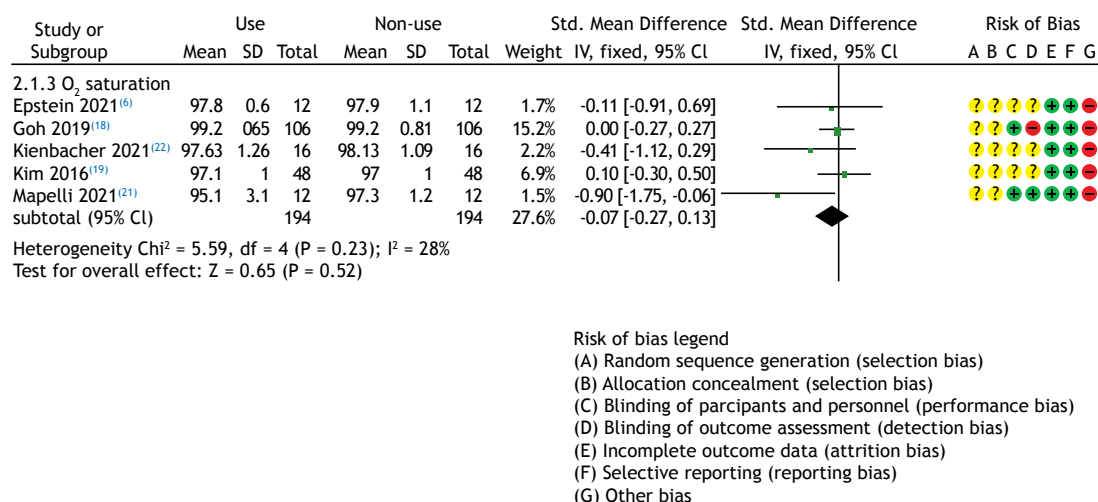 Study or Subgroup Use Non-use Std. Mean Difference Std. Mean Difference Risk of Bias
Mean SD Total Mean SD Total Weight IV, fixed, 95% CI IV, fixed, 95% CI A B C D E F G
2.1.3 O₂ saturation
Epstein 2021(6) 97.8 0.6 12 97.9 1.1 12 1.7% -0.11 [-0.91, 0.69] ? ? ? ? + + −
Goh 2019(18) 99.2 065 106 99.2 0.81 106 15.2% 0.00 [-0.27, 0.27] ? ? + − + + −
Kienbacher 2021(22) 97.63 1.26 16 98.13 1.09 16 2.2% -0.41 [-1.12, 0.29] ? ? ? ? + + −
Kim 2016(19) 97.1 1 48 97 1 48 6.9% 0.10 [-0.30, 0.50] ? ? ? ? + + −
Mapelli 2021(21) 95.1 3.1 12 97.3 1.2 12 1.5% -0.90 [-1.75, -0.06] ? ? + + + + −
subtotal (95% CI) 194 194 27.6% -0.07 [-0.27, 0.13]
Heterogeneity Chi² = 5.59, df = 4 (P = 0.23); I² = 28%
Test for overall effect: Z = 0.65 (P = 0.52)
Risk of bias legend
(A) Random sequence generation (selection bias)
(B) Allocation concealment (selection bias)
(C) Blinding of parcipants and personnel (performance bias)
(D) Blinding of outcome assessment (detection bias)
(E) Incomplete outcome data (attrition bias)
(F) Selective reporting (reporting bias)
(G) Other bias